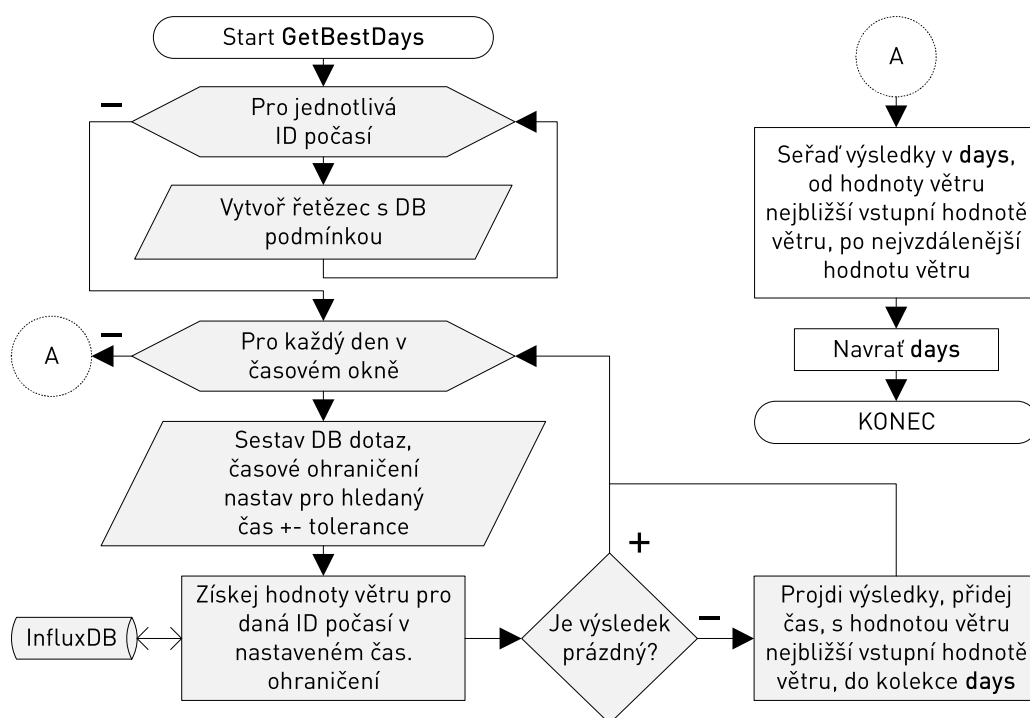 Start GetBestDays
–
Pro jednotlivá
ID počasí
Vytvoř řetězec s DB
podmínkou
A
–
Pro každý den v
časovém okně
Sestav DB dotaz,
časové ohraničení
nastav pro hledaný
čas +- tolerance
InfluxDB
Získej hodnoty větru pro
daná ID počasí v
nastaveném čas.
ohraničení
+
Je výsledek
prázdný?
–
Projdi výsledky, přidej
čas, s hodnotou větru
nejbližší vstupní hodnotě
větru, do kolekce days
A
Seřaď výsledky v days,
od hodnoty větru
nejbližší vstupní hodnotě
větru, po nejvzdálenější
hodnotu větru
Navrať days
KONEC